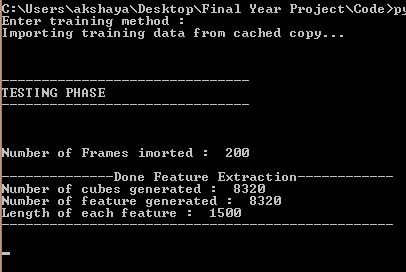 C:\Users\akshaya\Desktop\Final Year Project\Code>py
Enter training method :
Importing training data from cached copy...
------------------------------
TESTING PHASE
------------------------------
Number of Frames imorted :  200
--------------Done Feature Extraction------------
Number of cubes generated :  8320
Number of feature generated :  8320
Length of each feature :  1500
--------------------------------------------------